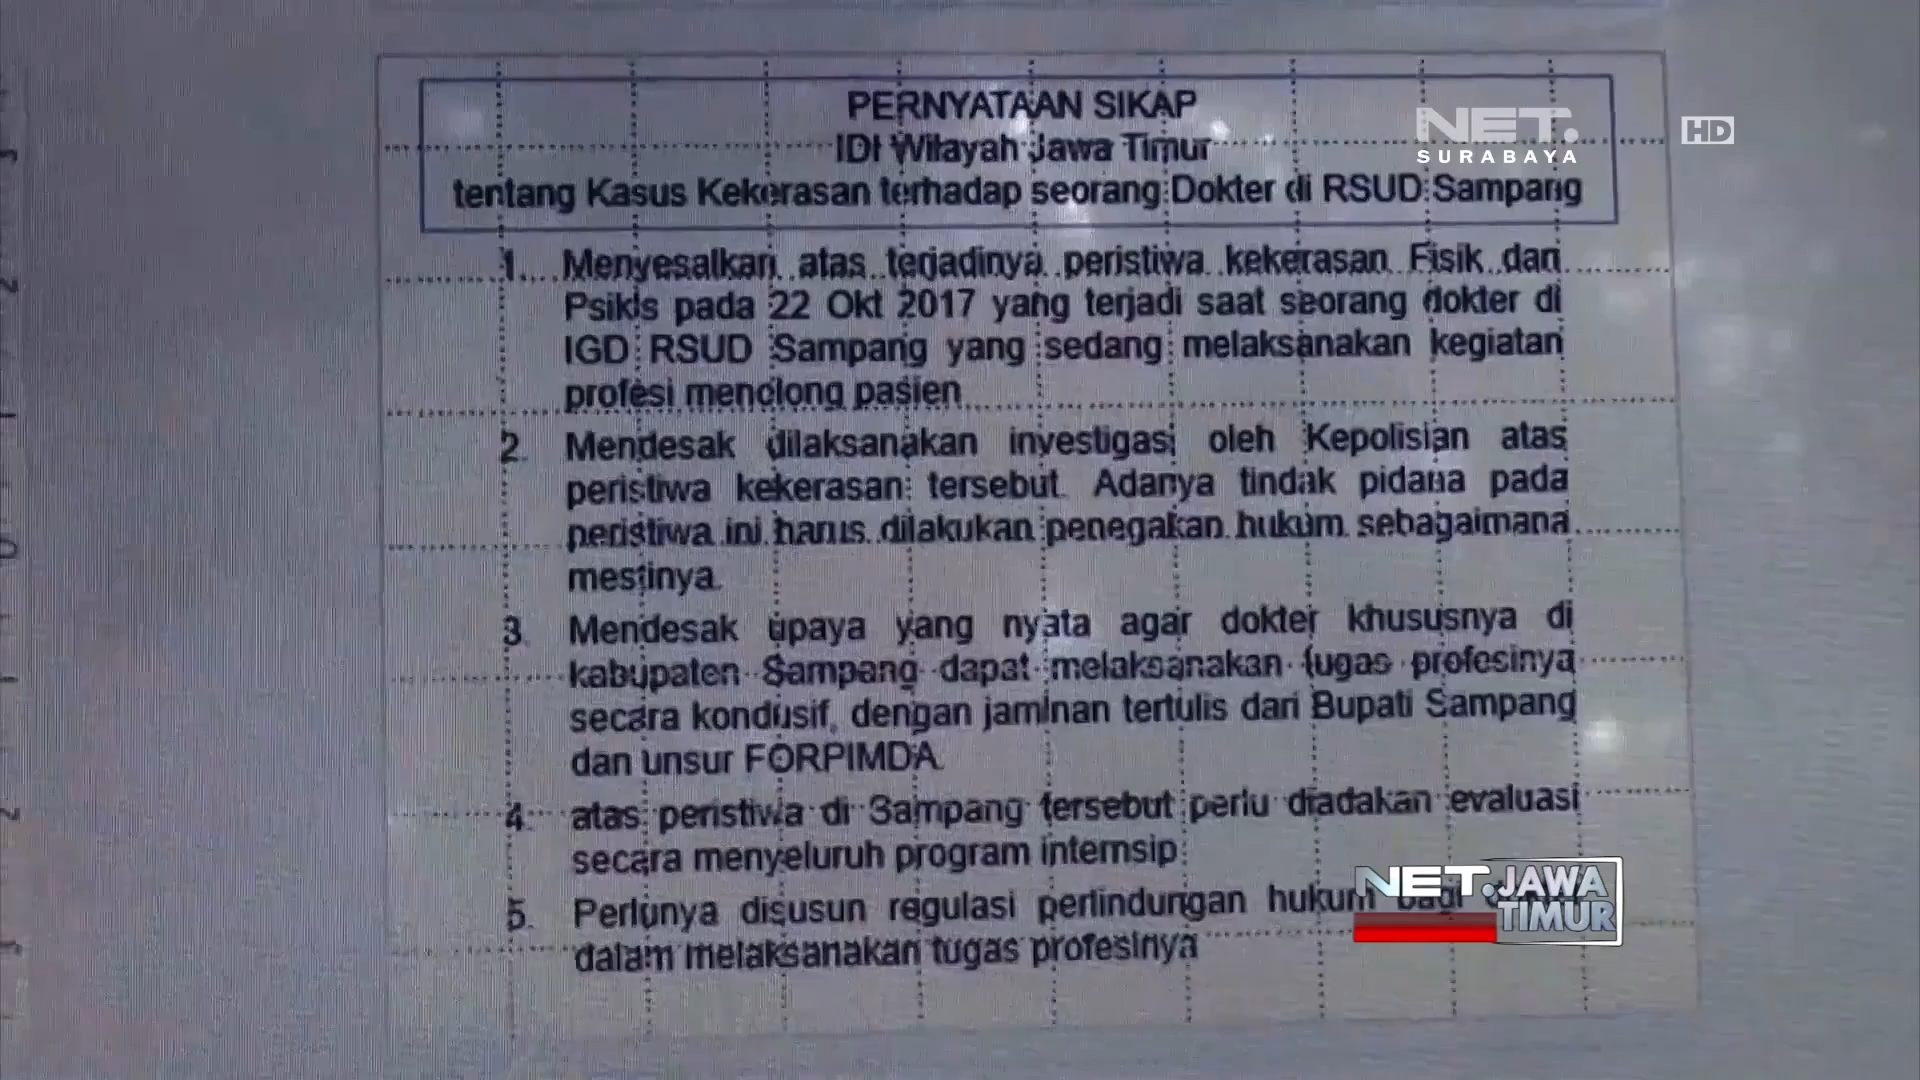 PERNYATAAN SIKAP
IDI Wilayah Jawa Timur
tentang Kasus Kekerasan terhadap seorang Dokter di RSUD Sampang
NET.
SURABAYA
HD
1. Menyesalkan atas terjadinya peristiwa kekerasan Fisik dan
Psikis pada 22 Okt 2017 yang terjadi saat seorang dokter di
IGD RSUD Sampang yang sedang melaksanakan kegiatan
profesi menolong pasien
2. Mendesak dilaksanakan investigasi oleh Kepolisian atas
peristiwa kekerasan tersebut. Adanya tindak pidana pada
peristiwa ini harus dilakukan penegakan hukum sebagaimana
mestinya.
3. Mendesak upaya yang nyata agar dokter khususnya di
kabupaten Sampang dapat melaksanakan tugas profesinya
secara kondusif, dengan jaminan tertulis dari Bupati Sampang
dan unsur FORPIMDA.
4. atas peristiwa di Sampang tersebut perlu diadakan evaluasi
secara menyeluruh program internsip.
5. Perlunya disusun regulasi perlindungan hukum bagi
dalam melaksanakan tugas profesinya
NET. JAWA
TIMUR